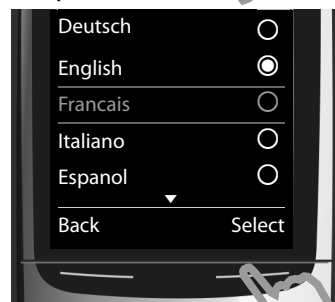 Deutsch
English
Francais
Italiano
Espanol
Back Select